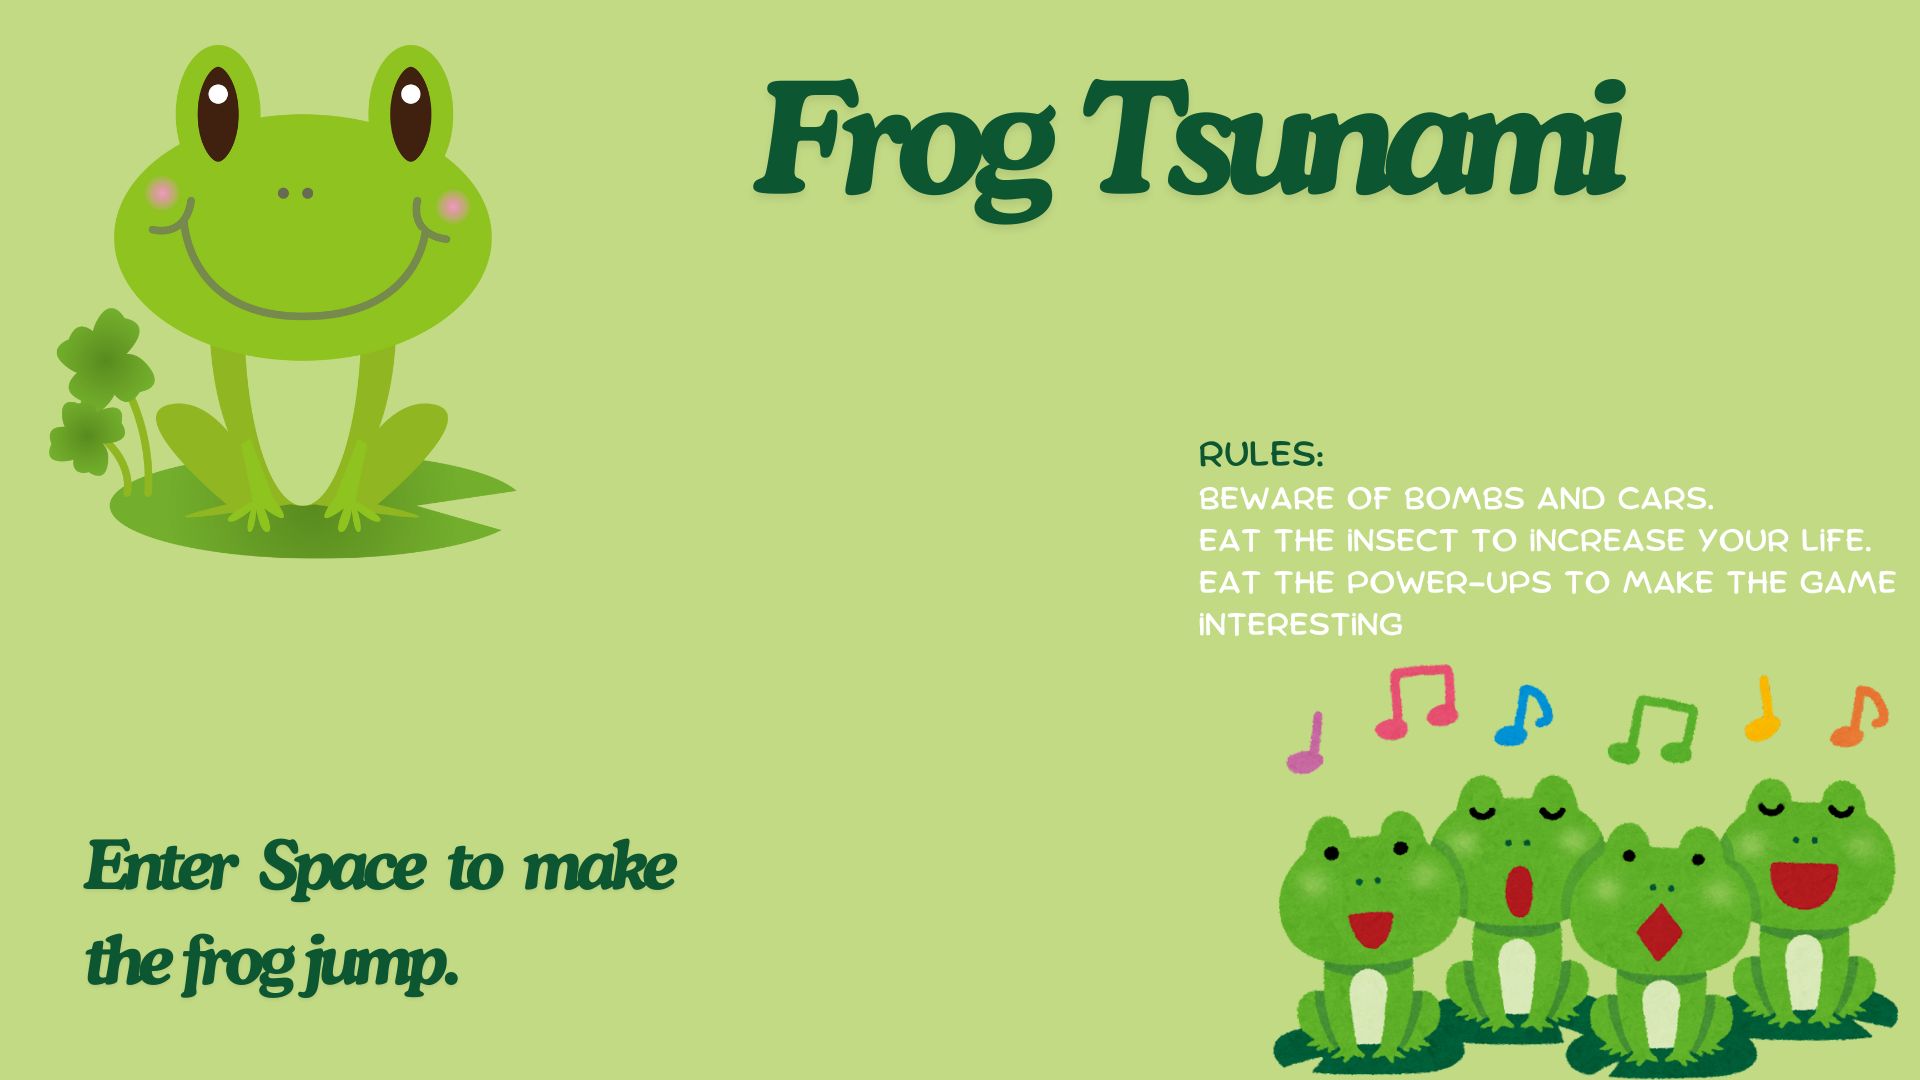 Frog Tsunami
RULES:
BEWARE OF BOMBS AND CARS.
EAT THE INSECT TO INCREASE YOUR LIFE.
EAT THE POWER-UPS TO MAKE THE GAME
INTERESTING
Enter Space to make
the frog jump.